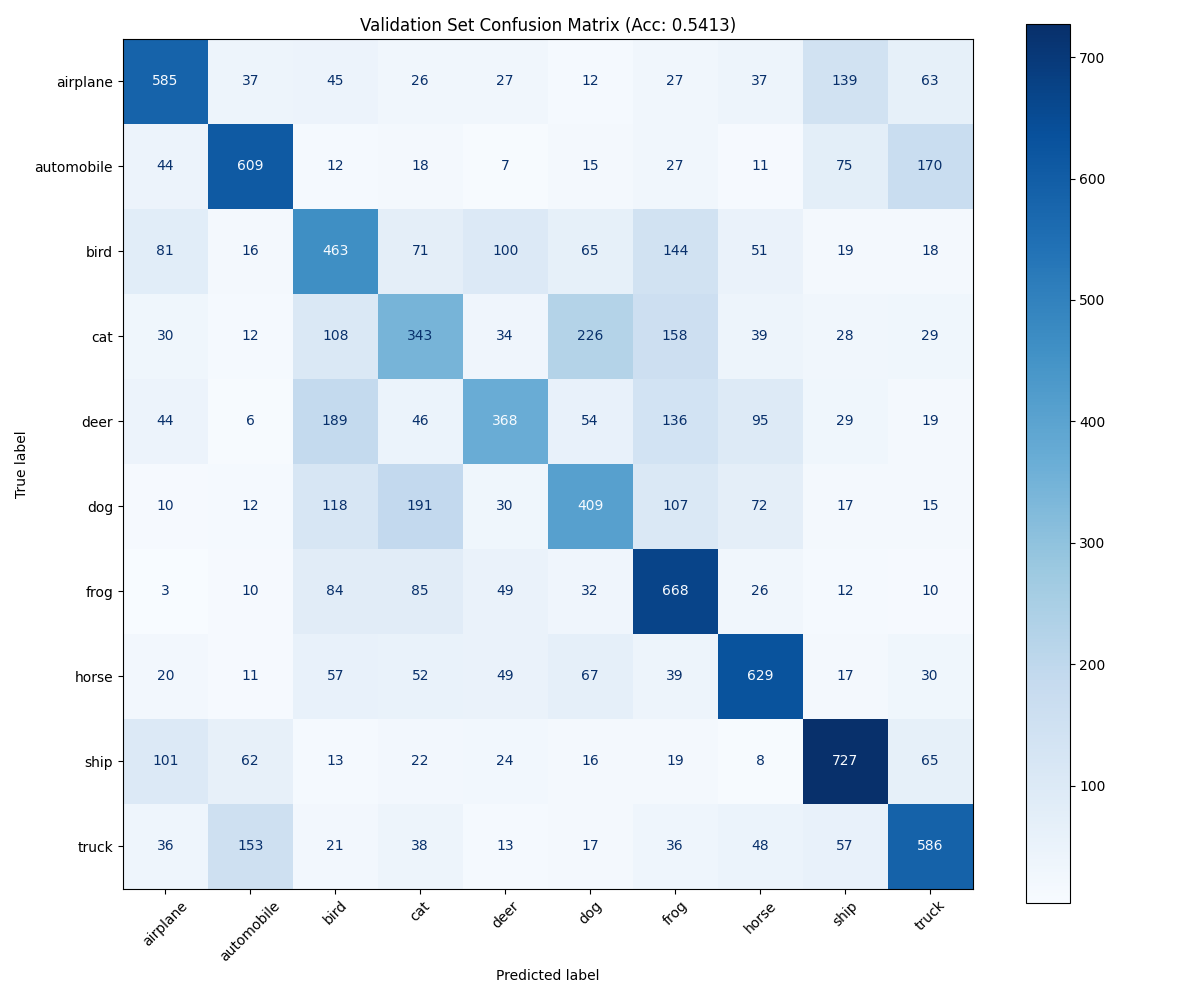 Validation Set Confusion Matrix (Acc: 0.5413)
airplane 585 37 45 26 27 12 27 37 139 63
automobile 44 609 12 18 7 15 27 11 75 170
bird 81 16 463 71 100 65 144 51 19 18
cat 30 12 108 343 34 226 158 39 28 29
deer 44 6 189 46 368 54 136 95 29 19
dog 10 12 118 191 30 409 107 72 17 15
frog 3 10 84 85 49 32 668 26 12 10
horse 20 11 57 52 49 67 39 629 17 30
ship 101 62 13 22 24 16 19 8 727 65
truck 36 153 21 38 13 17 36 48 57 586
airplane automobile bird cat deer dog frog horse ship truck
Predicted label
True label
700
600
500
400
300
200
100